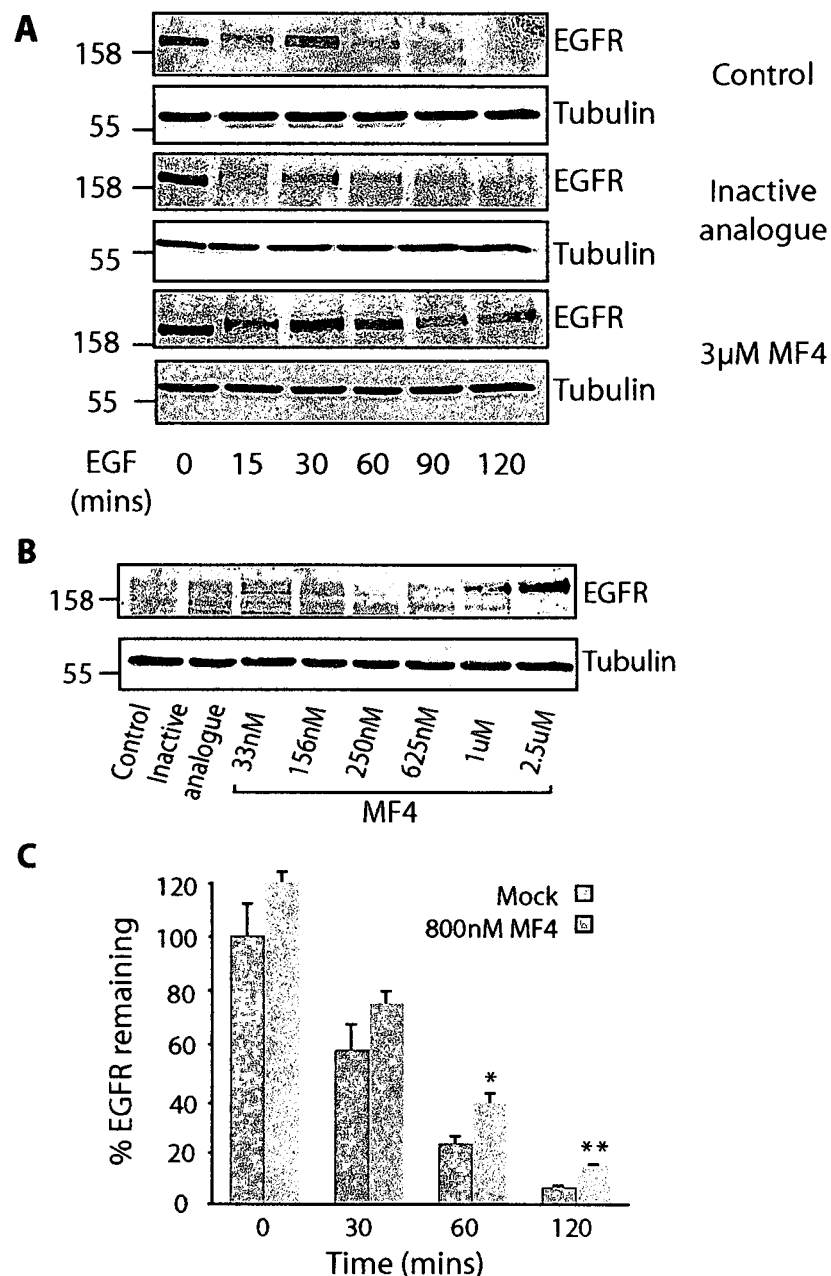 A
158
EGFR
Control
55
Tubulin
158
EGFR
Inactive
analogue
55
Tubulin
158
EGFR
3µM MF4
55
Tubulin
EGF 0 15 30 60 90 120
(mins)
B
158
EGFR
55
Tubulin
Control
Inactive
analogue
33nM
156nM
250nM
625nM
1uM
2.5uM
MF4
C
120
100
80
60
40
20
0
% EGFR remaining
Mock
800nM MF4
*
**
0 30 60 120
Time (mins)